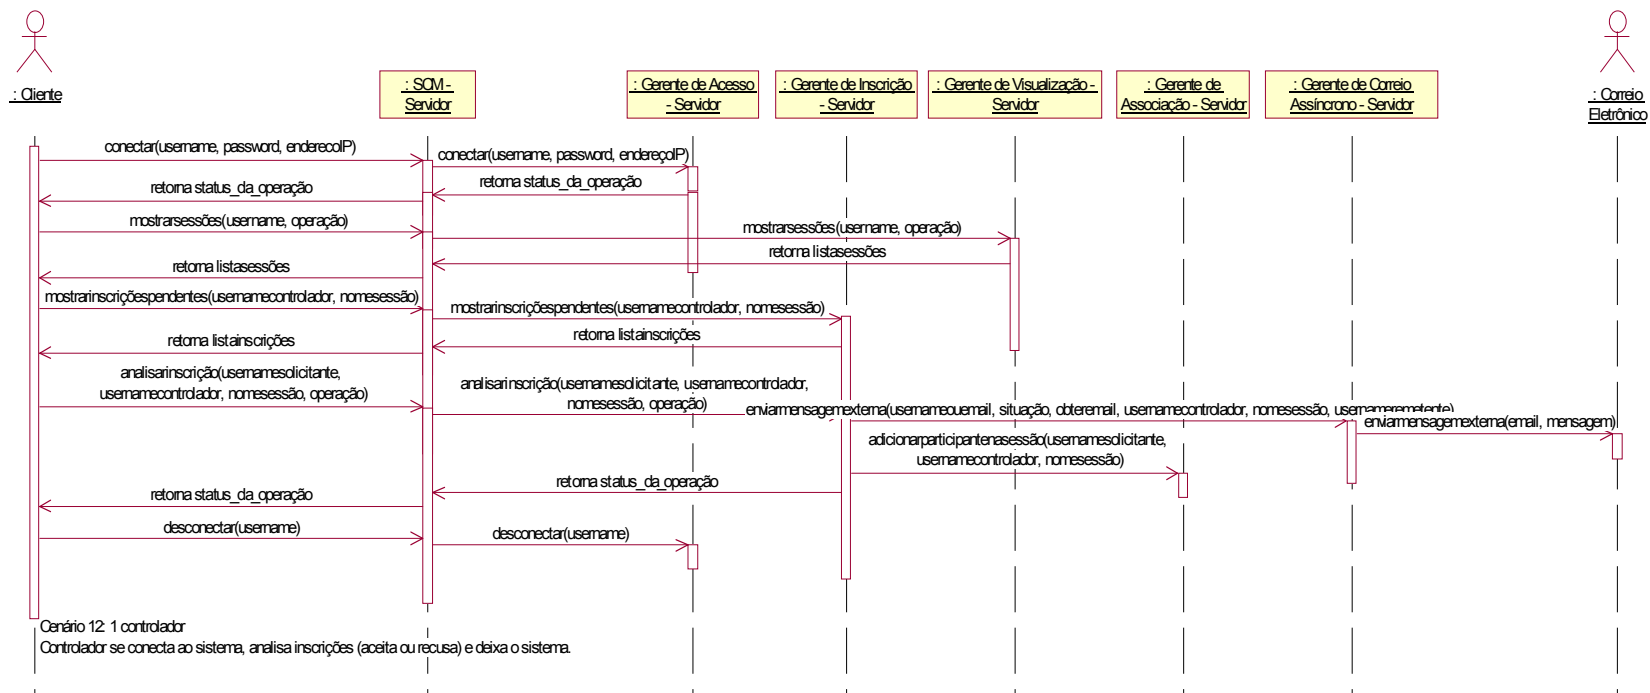 : Cliente
: SCM -
Servidor
: Gerente de Acesso
- Servidor
: Gerente de Inscrição
- Servidor
: Gerente de Visualização -
Servidor
: Gerente de
Associação - Servidor
: Gerente de Correio
Assíncrono - Servidor
: Correio
Eletrônico
conectar(username, password, enderecoIP)
conectar(username, password, endereçoIP)
retorna status_da_operação
retorna status_da_operação
mostrarsessões(username, operação)
mostrarsessões(username, operação)
retorna listasessões
retorna listasessões
mostrarinscriçõespendentes(usernamecontrolador, nomesessão)
mostrarinscriçõespendentes(usernamecontrolador, nomesessão)
retorna listainscrições
retorna listainscrições
analisarinscrição(usernamesolicitante,
usernamecontrolador, nomesessão, operação)
analisarinscrição(usernamesolicitante, usernamecontrolador,
nomesessão, operação)
enviarmensagemexterna(usernameouemail, situação, obteremail, usernamecontrolador, nomesessão, usernameremetente)
enviarmensagemexterna(email, mensagem)
adicionarparticipantenasessão(usernamesolicitante,
usernamecontrolador, nomesessão)
retorna status_da_operação
retorna status_da_operação
desconectar(username)
desconectar(username)
Cenário 12: 1 controlador
Controlador se conecta ao sistema, analisa inscrições (aceita ou recusa) e deixa o sistema.